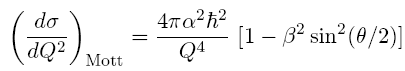 (dσ/dQ²)_Mott = 4πα²ħ²/Q⁴ [1 − β² sin²(θ/2)]